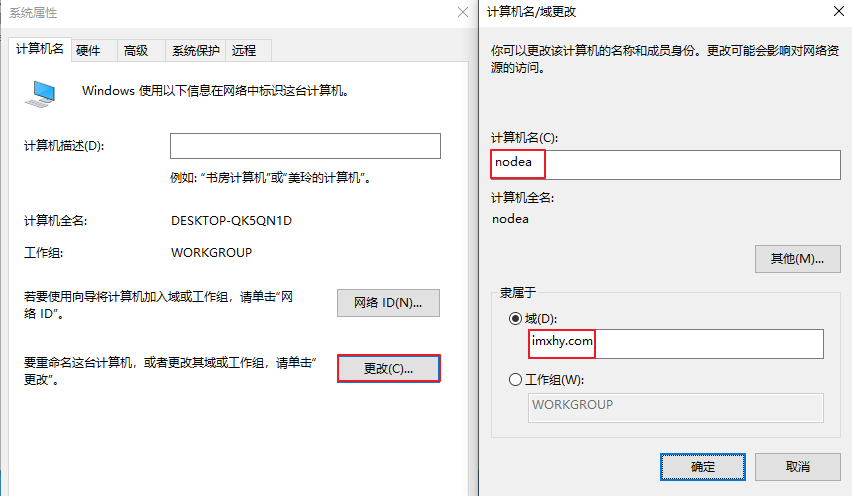 系统属性
计算机名
硬件
高级
系统保护
远程
Windows 使用以下信息在网络中标识这台计算机。
计算机描述(D):
例如: “书房计算机”或“美玲的计算机”。
计算机全名:
DESKTOP-QK5QN1D
工作组:
WORKGROUP
若要使用向导将计算机加入域或工作组，请单击“网
络 ID”。
网络 ID(N)...
要重命名这台计算机，或者更改其域或工作组，请单击“
更改”。
更改(C)...
计算机名/域更改
你可以更改该计算机的名称和成员身份。更改可能会影响对网络资
源的访问。
计算机名(C):
nodea
计算机全名:
nodea
其他(M)...
隶属于
域(D):
imxhy.com
工作组(W):
WORKGROUP
确定
取消